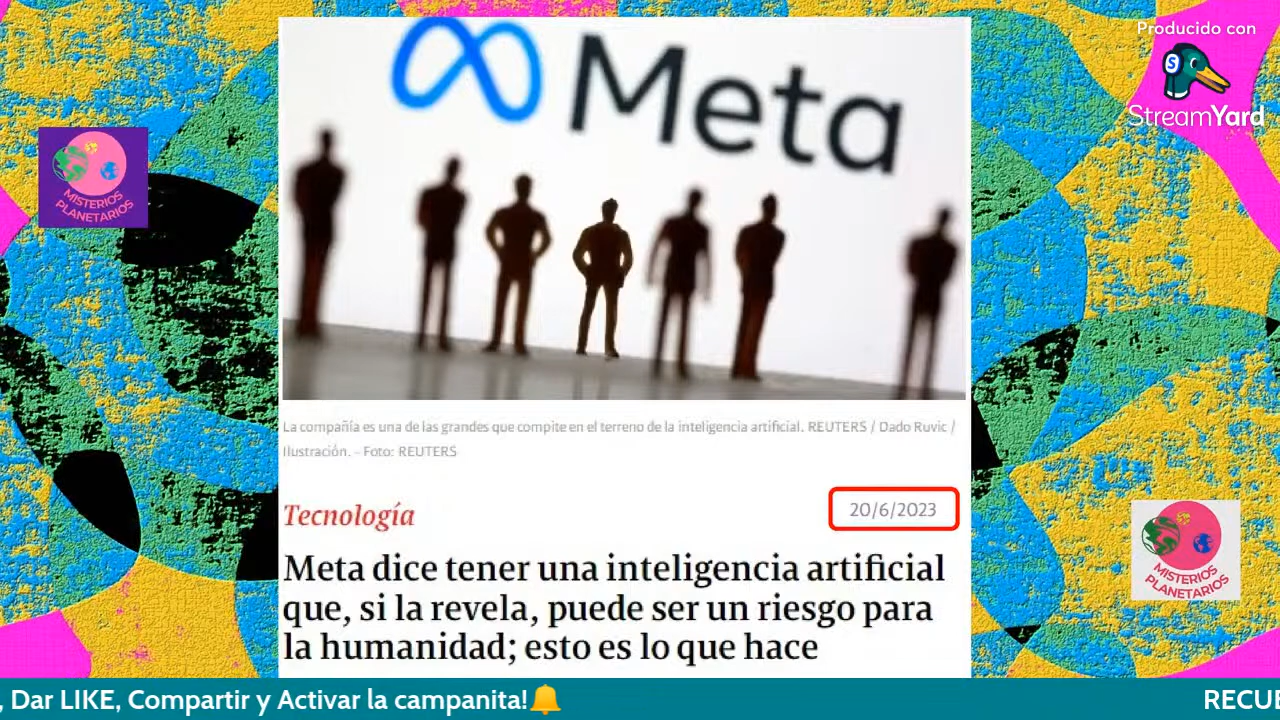 Producido con
StreamYard
Meta
MISTERIOS
PLANETARIOS
La compañía es una de las grandes que compite en el terreno de la inteligencia artificial. REUTERS / Dado Ruvic /
Ilustración. - Foto: REUTERS
Tecnología
20/6/2023
Meta dice tener una inteligencia artificial
que, si la revela, puede ser un riesgo para
la humanidad; esto es lo que hace
MISTERIOS
PLANETARIOS
, Dar LIKE, Compartir y Activar la campanita!🔔
RECUE